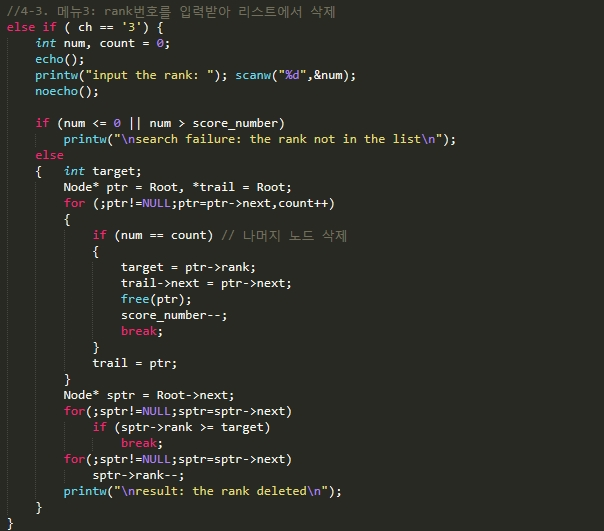 //4-3. 메뉴3: rank번호를 입력받아 리스트에서 삭제
else if ( ch == '3') {
    int num, count = 0;
    echo();
    printw("input the rank: "); scanw("%d",&num);
    noecho();

    if (num <= 0 || num > score_number)
        printw("\nsearch failure: the rank not in the list\n");
    else
    {   int target;
        Node* ptr = Root, *trail = Root;
        for (;ptr!=NULL;ptr=ptr->next,count++)
        {
            if (num == count) // 나머지 노드 삭제
            {
                target = ptr->rank;
                trail->next = ptr->next;
                free(ptr);
                score_number--;
                break;
            }
            trail = ptr;
        }
        Node* sptr = Root->next;
        for(;sptr!=NULL;sptr=sptr->next)
            if (sptr->rank >= target)
                break;
        for(;sptr!=NULL;sptr=sptr->next)
            sptr->rank--;
        printw("\nresult: the rank deleted\n");
    }
}